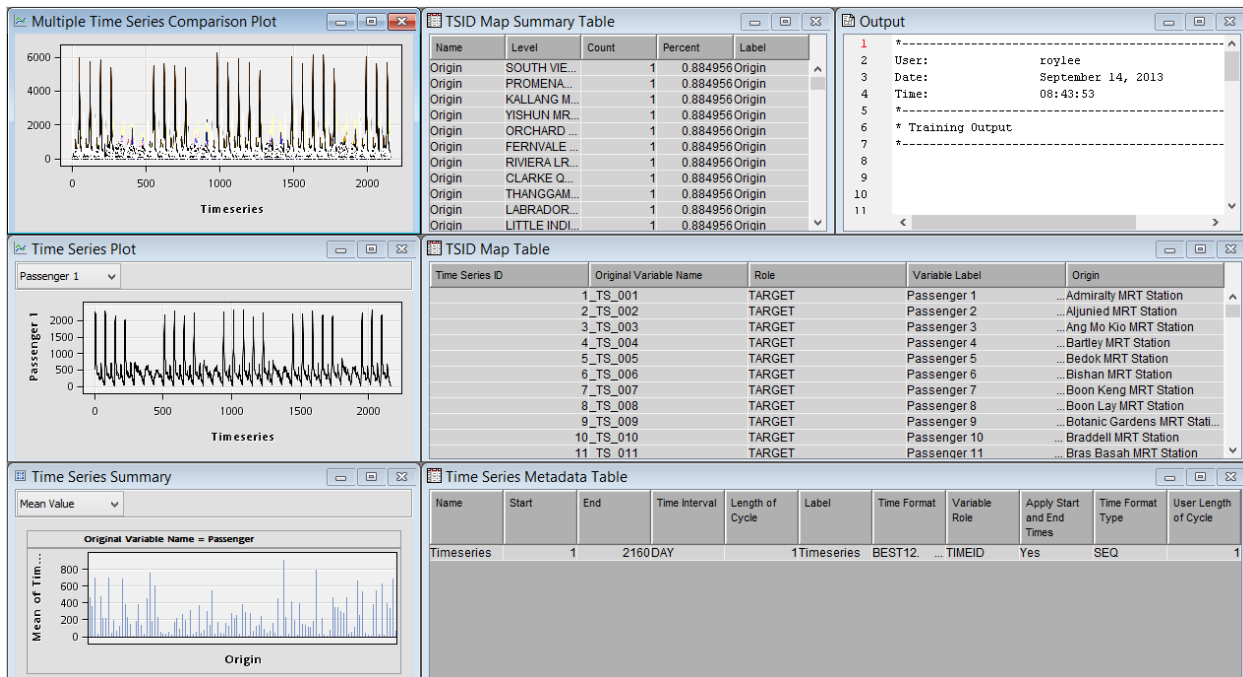 Multiple Time Series Comparison Plot
6000
4000
2000
0
0 500 1000 1500 2000
Timeseries
TSID Map Summary Table
Name Level Count Percent Label
Origin SOUTH VIE... 1 0.884956 Origin
Origin PROMENA... 1 0.884956 Origin
Origin KALLANG M... 1 0.884956 Origin
Origin YISHUN MR... 1 0.884956 Origin
Origin ORCHARD ... 1 0.884956 Origin
Origin FERNVALE ... 1 0.884956 Origin
Origin RIVIERA LR... 1 0.884956 Origin
Origin CLARKE Q... 1 0.884956 Origin
Origin THANGGAM... 1 0.884956 Origin
Origin LABRADOR... 1 0.884956 Origin
Origin LITTLE INDI... 1 0.884956 Origin
Output
1 *------------------------------------------------
2 User: roylee
3 Date: September 14, 2013
4 Time: 08:43:53
5 *------------------------------------------------
6 * Training Output
7 *------------------------------------------------
8
9
10
11
Time Series Plot
Passenger 1
Passenger 1
2000
1500
1000
500
0
0 500 1000 1500 2000
Timeseries
TSID Map Table
Time Series ID Original Variable Name Role Variable Label Origin
1 _TS_001 TARGET Passenger 1 ...Admiralty MRT Station
2 _TS_002 TARGET Passenger 2 ...Aljunied MRT Station
3 _TS_003 TARGET Passenger 3 ...Ang Mo Kio MRT Station
4 _TS_004 TARGET Passenger 4 ...Bartley MRT Station
5 _TS_005 TARGET Passenger 5 ...Bedok MRT Station
6 _TS_006 TARGET Passenger 6 ...Bishan MRT Station
7 _TS_007 TARGET Passenger 7 ...Boon Keng MRT Station
8 _TS_008 TARGET Passenger 8 ...Boon Lay MRT Station
9 _TS_009 TARGET Passenger 9 ...Botanic Gardens MRT Stati...
10 _TS_010 TARGET Passenger 10 ... Braddell MRT Station
11 _TS_011 TARGET Passenger 11 ... Bras Basah MRT Station
Time Series Summary
Mean Value
Original Variable Name = Passenger
Mean of Tim...
800
600
400
200
0
Origin
Time Series Metadata Table
Name Start End Time Interval Length of Cycle Label Time Format Variable Role Apply Start and End Times Time Format Type User Length of Cycle
Timeseries 1 2160 DAY 1 Timeseries BEST12. ... TIMEID Yes SEQ 1